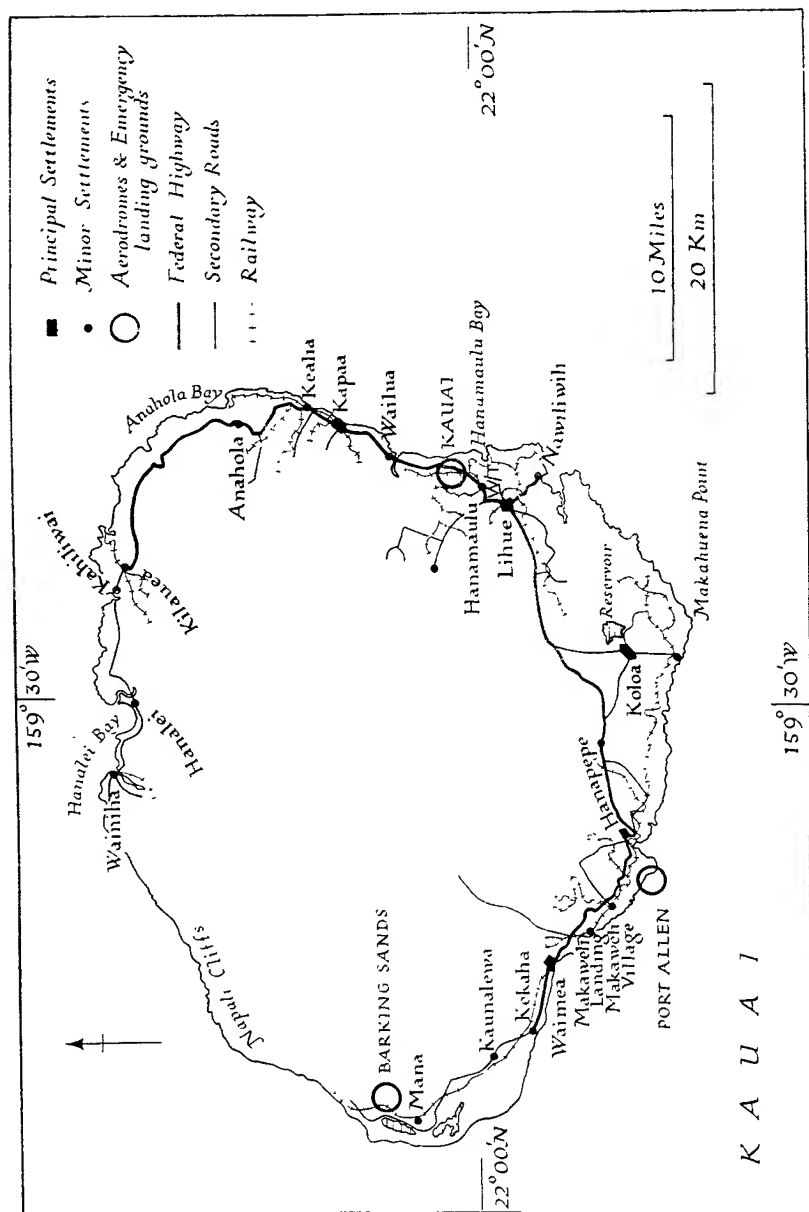 159° 30'W
Principal Settlements
Minor Settlements
Aerodromes & Emergency
landing grounds
Federal Highway
Secondary Roads
Railway
Wainiha
Hanalei Bay
Hanalei
Kahiliwai
Kilauea
Anahola Bay
Anahola
Kealia
Kapaa
Wailua
KAUAI
Hanamaulu Bay
Hanamaulu
W/T
Lihue
Nawiliwili
Napali Cliffs
BARKING SANDS
Mana
Kaunalewa
Kekaha
Waimea
Makaweli
Landing
Makaweli
Village
PORT ALLEN
Hanapepe
Koloa
Reservoir
Makahuena Point
22°00'N
22°00'N
10 Miles
20 Km
159° 30'W
KAUAI